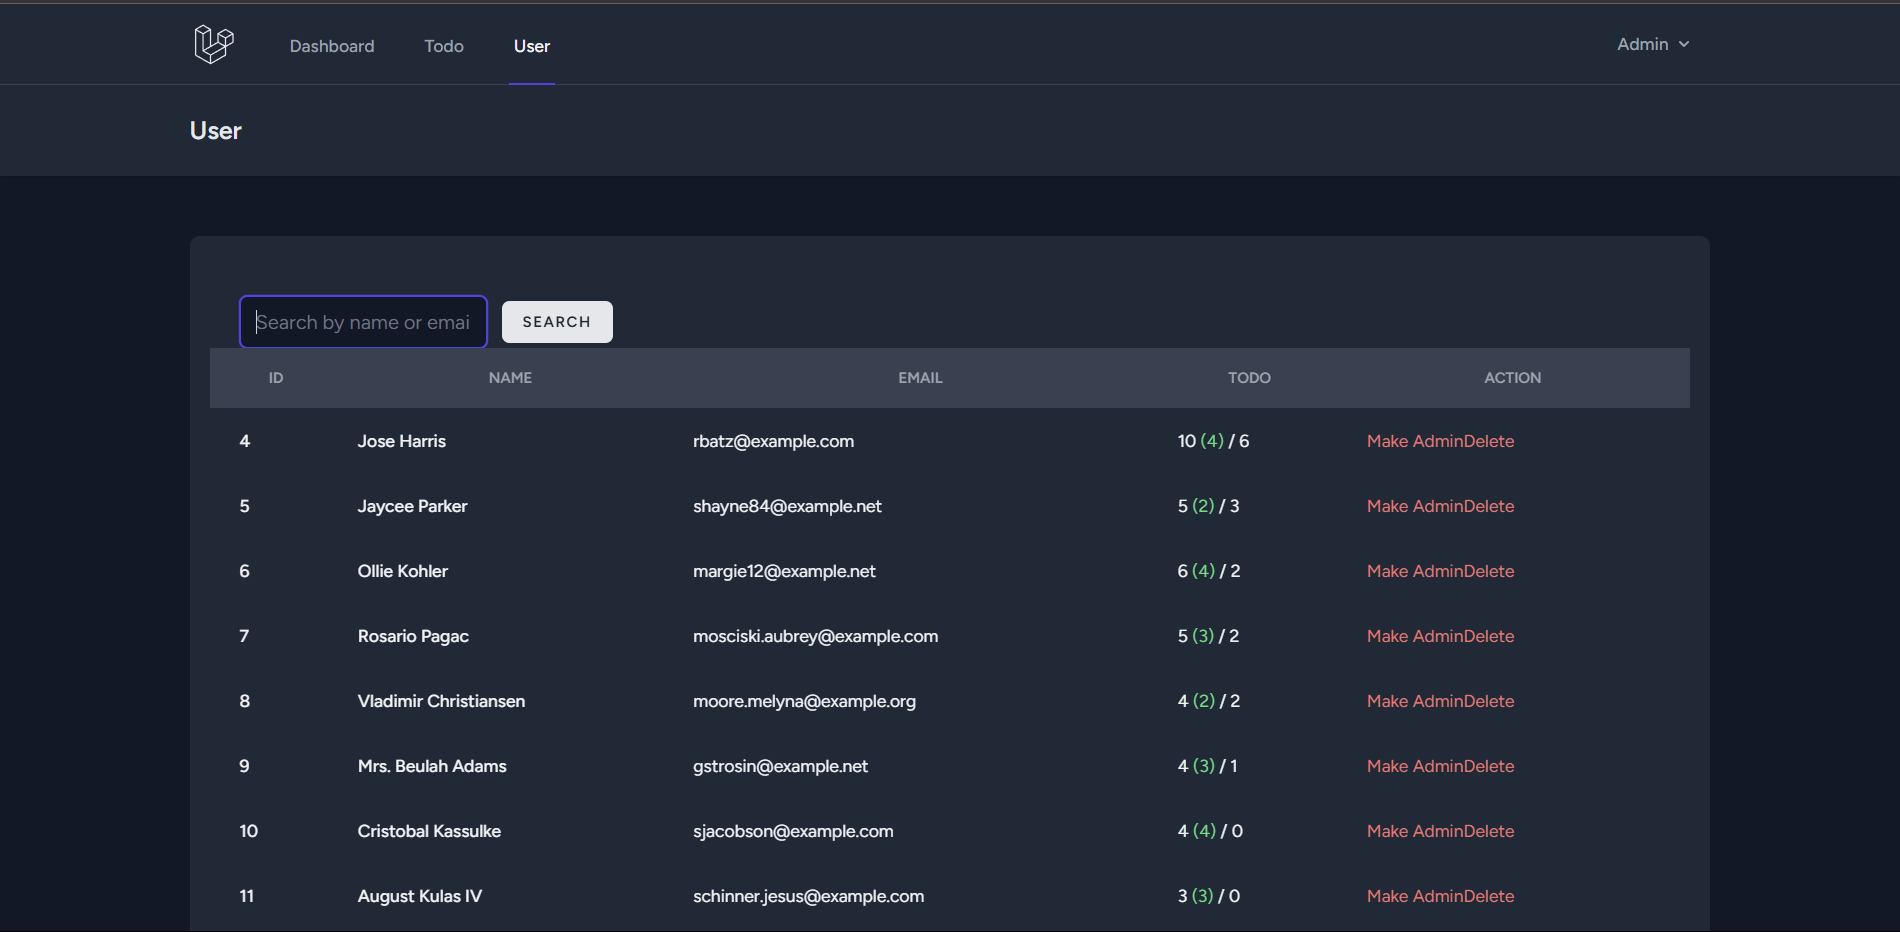 Dashboard Todo User Admin
User
Search by name or emai SEARCH
ID NAME EMAIL TODO ACTION
4 Jose Harris rbatz@example.com 10 (4) / 6 Make AdminDelete
5 Jaycee Parker shayne84@example.net 5 (2) / 3 Make AdminDelete
6 Ollie Kohler margie12@example.net 6 (4) / 2 Make AdminDelete
7 Rosario Pagac mosciski.aubrey@example.com 5 (3) / 2 Make AdminDelete
8 Vladimir Christiansen moore.melyna@example.org 4 (2) / 2 Make AdminDelete
9 Mrs. Beulah Adams gstrosin@example.net 4 (3) / 1 Make AdminDelete
10 Cristobal Kassulke sjacobson@example.com 4 (4) / 0 Make AdminDelete
11 August Kulas IV schinner.jesus@example.com 3 (3) / 0 Make AdminDelete